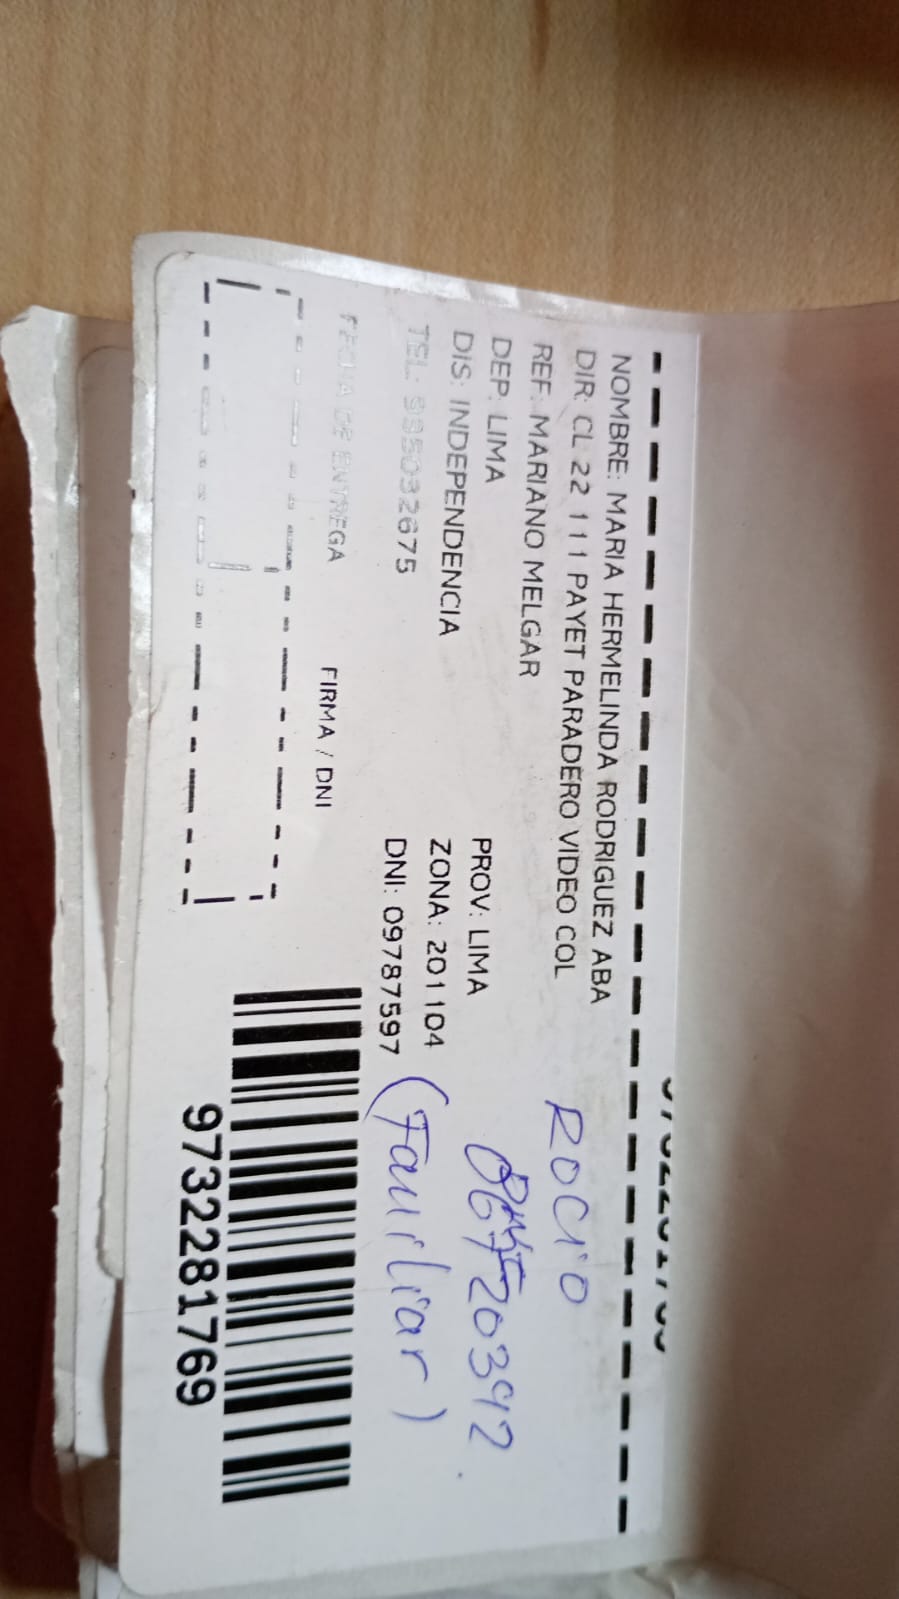 NOMBRE: MARIA HERMELINDA RODRIGUEZ ABA
DIR: CL 22 111 PAYET PARADERO VIDEO COL
REF: MARIANO MELGAR
DEP: LIMA PROV: LIMA
DIS: INDEPENDENCIA ZONA: 201104
TEL: 995032675 DNI: 09787597
FECHA DE ENTREGA FIRMA / DNI
9732281769
ROCIO
06720392.
(Familiar)